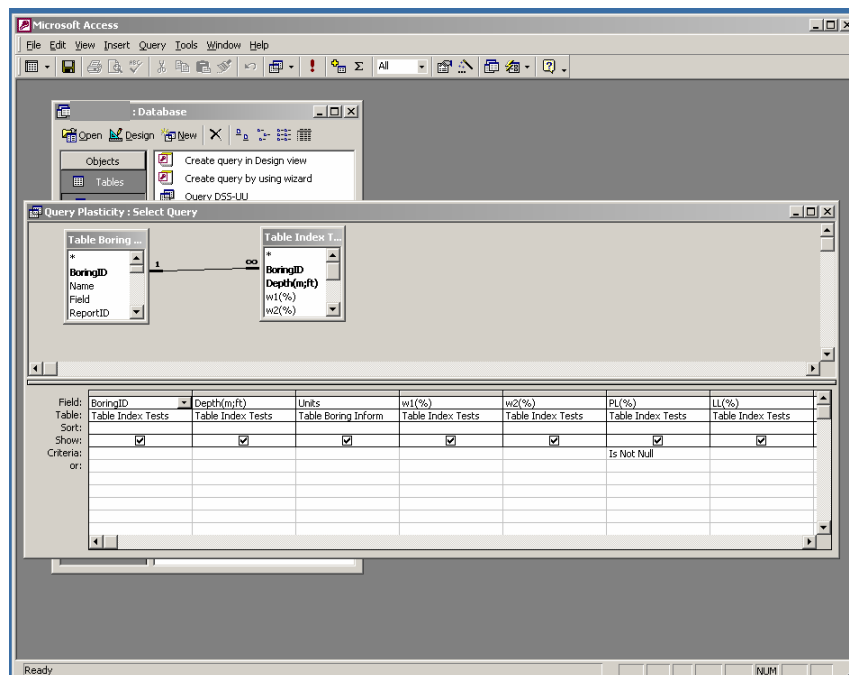 Microsoft Access
File Edit View Insert Query Tools Window Help
Σ All
: Database
Open Design New
Objects
Create query in Design view
Tables
Create query by using wizard
Query DSS-UU
Query Plasticity : Select Query
Table Boring ...
Table Index T...
*
BoringID
Name
Field
ReportID
1
∞
*
BoringID
Depth(m;ft)
w1(%)
w2(%)
Field: BoringID Depth(m;ft) Units w1(%) w2(%) PL(%) LL(%)
Table: Table Index Tests Table Index Tests Table Boring Inform Table Index Tests Table Index Tests Table Index Tests Table Index Tests
Sort:
Show:
Criteria: Is Not Null
or:
Ready
NUM